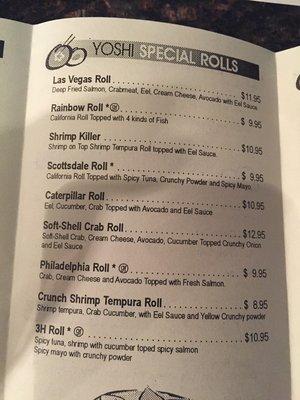 YOSHI SPECIAL ROLLS
Las Vegas Roll ........ $11.95
Deep Fried Salmon, Crabmeat, Eel, Cream Cheese, Avocado with Eel Sauce
Rainbow Roll * ........ $ 9.95
California Roll Topped with 4 kinds of Fish
Shrimp Killer ........ $10.95
Shrimp on Top Shrimp Tempura Roll topped with Eel Sauce.
Scottsdale Roll * ........ $ 9.95
California Roll Topped with Spicy Tuna, Crunchy Powder and Spicy Mayo.
Caterpillar Roll ........ $10.95
Eel, Cucumber, Crab Topped with Avocado and Eel Sauce
Soft-Shell Crab Roll ........ $12.95
Soft-Shell Crab, Cream Cheese, Avocado, Cucumber Topped Crunchy Onion
and Eel Sauce
Philadelphia Roll * ........ $ 9.95
Crab, Cream Cheese and Avocado Topped with Fresh Salmon.
Crunch Shrimp Tempura Roll ........ $ 8.95
Shrimp tempura, Crab Cucumber, with Eel Sauce and Yellow Crunchy powder
3H Roll * ........ $10.95
Spicy tuna, shrimp with cucumber toped spicy salmon
Spicy mayo with crunchy powder